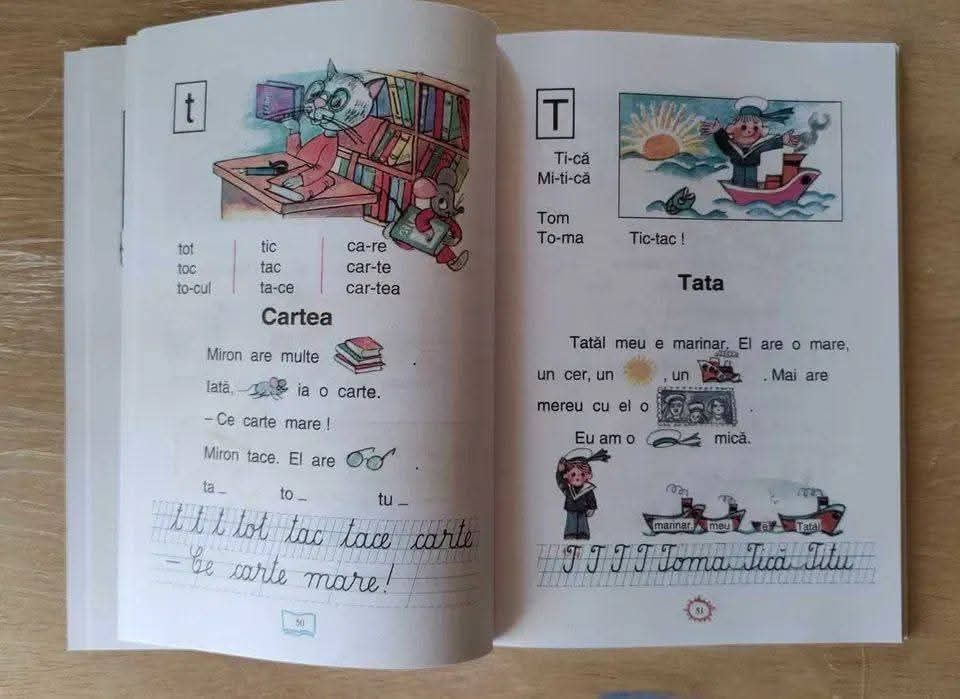 t
tot tic ca-re
toc tac car-te
to-cul ta-ce car-tea
Cartea
Miron are multe .
Iată, ia o carte.
– Ce carte mare !
Miron tace. El are .
ta _ to _ tu _
t t t tot tac tace carte
– Ce carte mare!
50
T
Ti-că
Mi-ti-că
Tom
To-ma Tic-tac !
Tata
Tatăl meu e marinar. El are o mare,
un cer, un , un . Mai are
mereu cu el o .
Eu am o mică.
marinar. meu e Tatăl
T T T T Toma Tică Titu
51